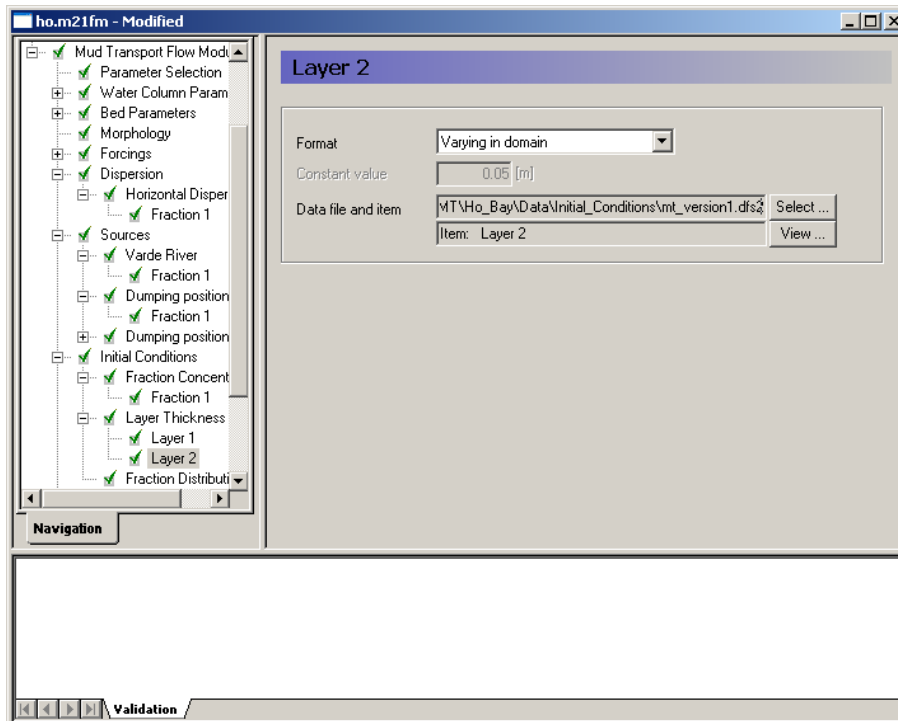 ho.m21fm - Modified
Mud Transport Flow Modu
Parameter Selection
Water Column Param
Bed Parameters
Morphology
Forcings
Dispersion
Horizontal Disper
Fraction 1
Sources
Varde River
Fraction 1
Dumping position
Fraction 1
Dumping position
Initial Conditions
Fraction Concent
Fraction 1
Layer Thickness
Layer 1
Layer 2
Fraction Distributi
Navigation
Layer 2
Format Varying in domain
Constant value 0.05 [m]
Data file and item MT\Ho_Bay\Data\Initial_Conditions\mt_version1.dfs2 Select ...
Item: Layer 2 View ...
Validation